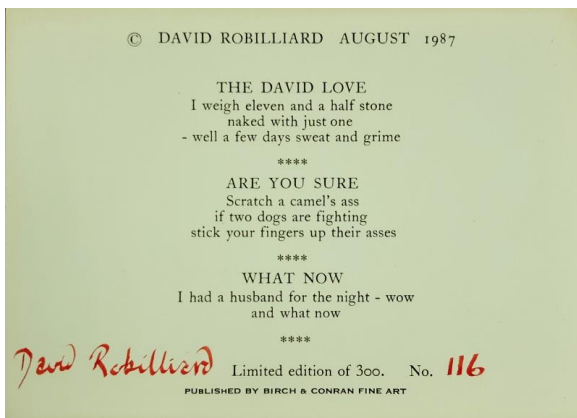 © DAVID ROBILLIARD AUGUST 1987
THE DAVID LOVE
I weigh eleven and a half stone
naked with just one
- well a few days sweat and grime
****
ARE YOU SURE
Scratch a camel's ass
if two dogs are fighting
stick your fingers up their asses
****
WHAT NOW
I had a husband for the night - wow
and what now
****
David Robilliard Limited edition of 300. No. 116
PUBLISHED BY BIRCH & CONRAN FINE ART